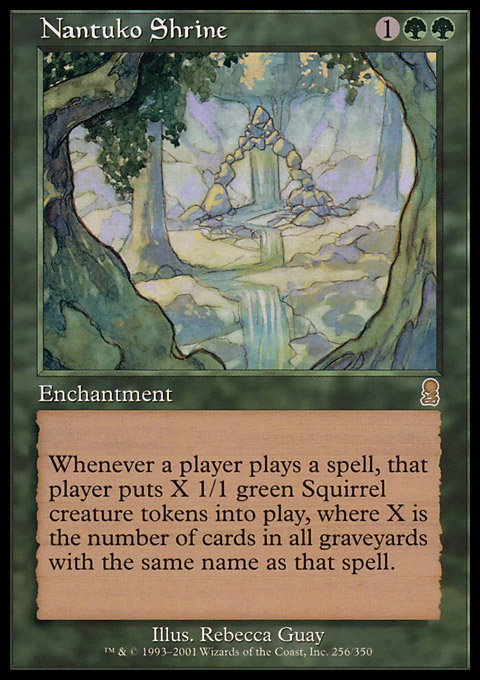 Nantuko Shrine 1
Enchantment
Whenever a player plays a spell, that
player puts X 1/1 green Squirrel
creature tokens into play, where X is
the number of cards in all graveyards
with the same name as that spell.
Illus. Rebecca Guay
™ & © 1993–2001 Wizards of the Coast, Inc. 256/350